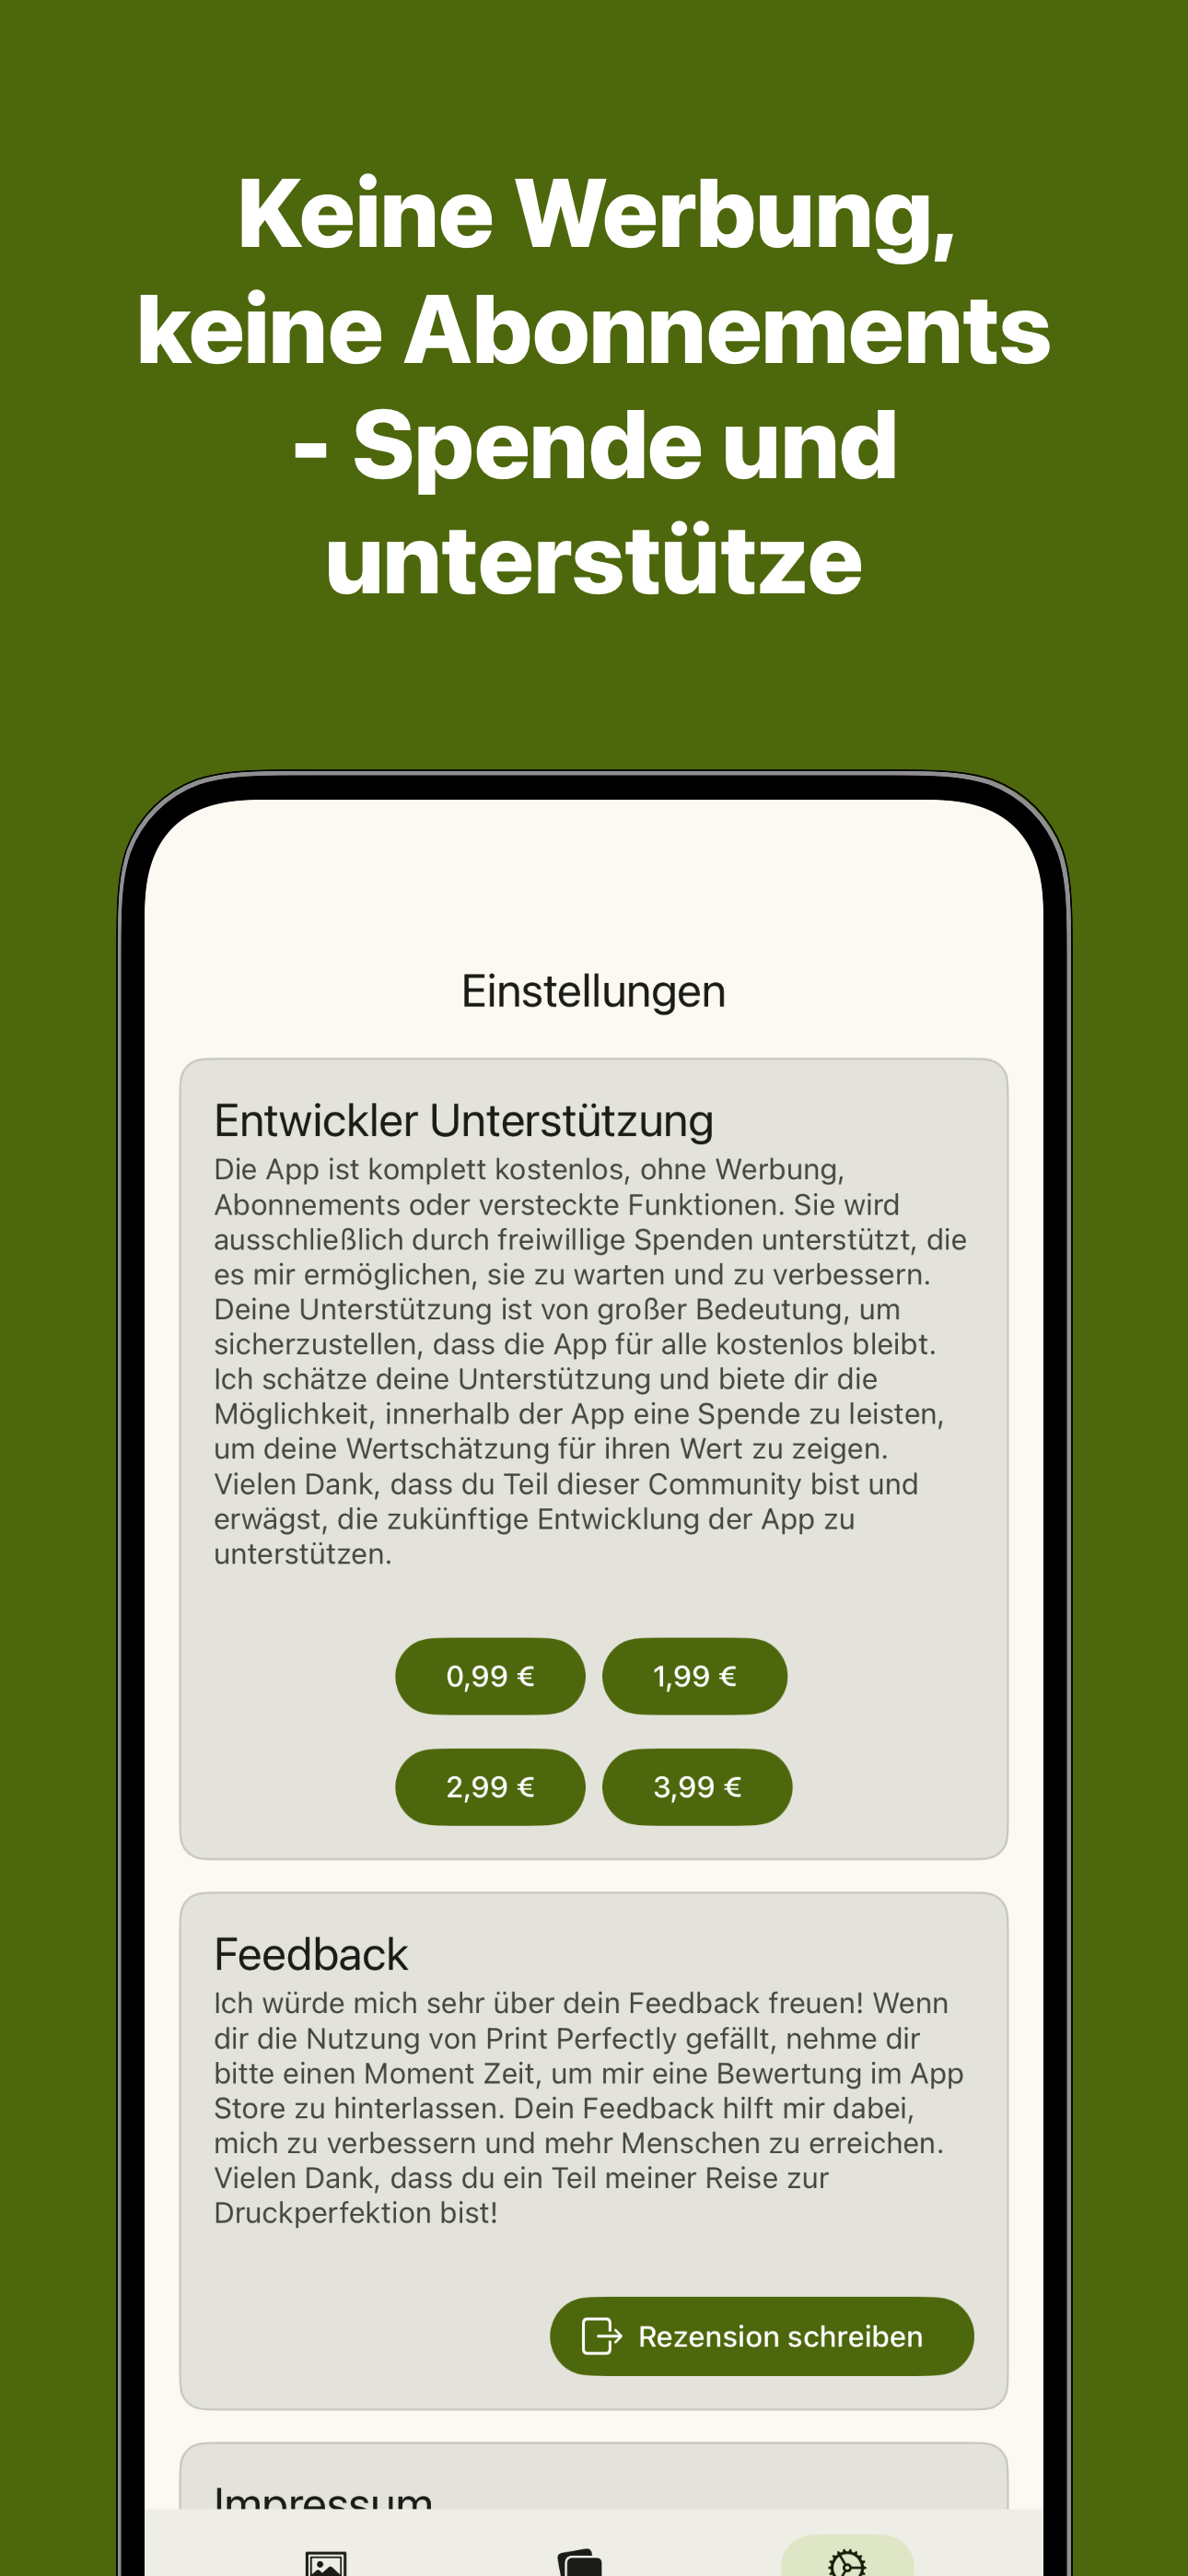 Keine Werbung,
keine Abonnements
- Spende und
unterstütze
Einstellungen
Entwickler Unterstützung
Die App ist komplett kostenlos, ohne Werbung,
Abonnements oder versteckte Funktionen. Sie wird
ausschließlich durch freiwillige Spenden unterstützt, die
es mir ermöglichen, sie zu warten und zu verbessern.
Deine Unterstützung ist von großer Bedeutung, um
sicherzustellen, dass die App für alle kostenlos bleibt.
Ich schätze deine Unterstützung und biete dir die
Möglichkeit, innerhalb der App eine Spende zu leisten,
um deine Wertschätzung für ihren Wert zu zeigen.
Vielen Dank, dass du Teil dieser Community bist und
erwägst, die zukünftige Entwicklung der App zu
unterstützen.
0,99 € 1,99 €
2,99 € 3,99 €
Feedback
Ich würde mich sehr über dein Feedback freuen! Wenn
dir die Nutzung von Print Perfectly gefällt, nehme dir
bitte einen Moment Zeit, um mir eine Bewertung im App
Store zu hinterlassen. Dein Feedback hilft mir dabei,
mich zu verbessern und mehr Menschen zu erreichen.
Vielen Dank, dass du ein Teil meiner Reise zur
Druckperfektion bist!
Rezension schreiben
Impressum